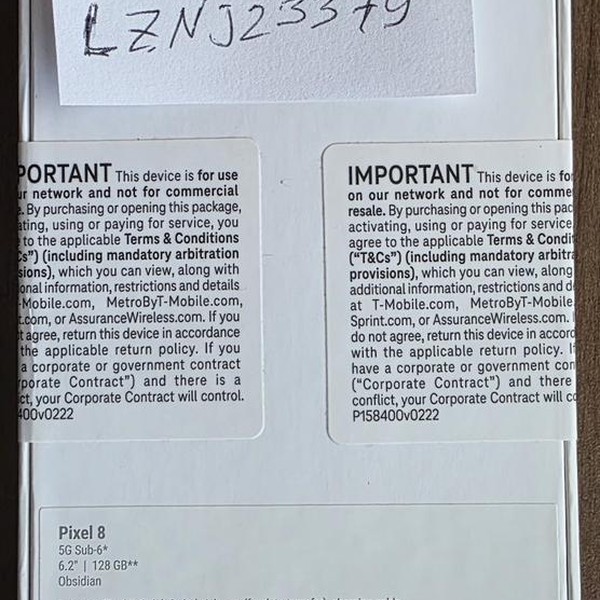 LZNJ23379
PORTANT This device is for use
ur network and not for commercial
e. By purchasing or opening this package,
ating, using or paying for service, you
e to the applicable Terms & Conditions
Cs") (including mandatory arbitration
sions), which you can view, along with
onal information, restrictions and details
-Mobile.com, MetroByT-Mobile.com,
t.com, or AssuranceWireless.com. If you
t agree, return this device in accordance
the applicable return policy. If you
a corporate or government contract
rporate Contract") and there is a
ct, your Corporate Contract will control.
400v0222
IMPORTANT This device is for
on our network and not for comme
resale. By purchasing or opening this pac
activating, using or paying for service
agree to the applicable Terms & Condit
("T&Cs") (including mandatory arbitra
provisions), which you can view, along
additional information, restrictions and de
at T-Mobile.com, MetroByT-Mobile
Sprint.com, or AssuranceWireless.com. I
do not agree, return this device in accord
with the applicable return policy. If
have a corporate or government con
("Corporate Contract") and there
conflict, your Corporate Contract will co
P158400v0222
Pixel 8
5G Sub-6*
6.2" | 128 GB**
Obsidian